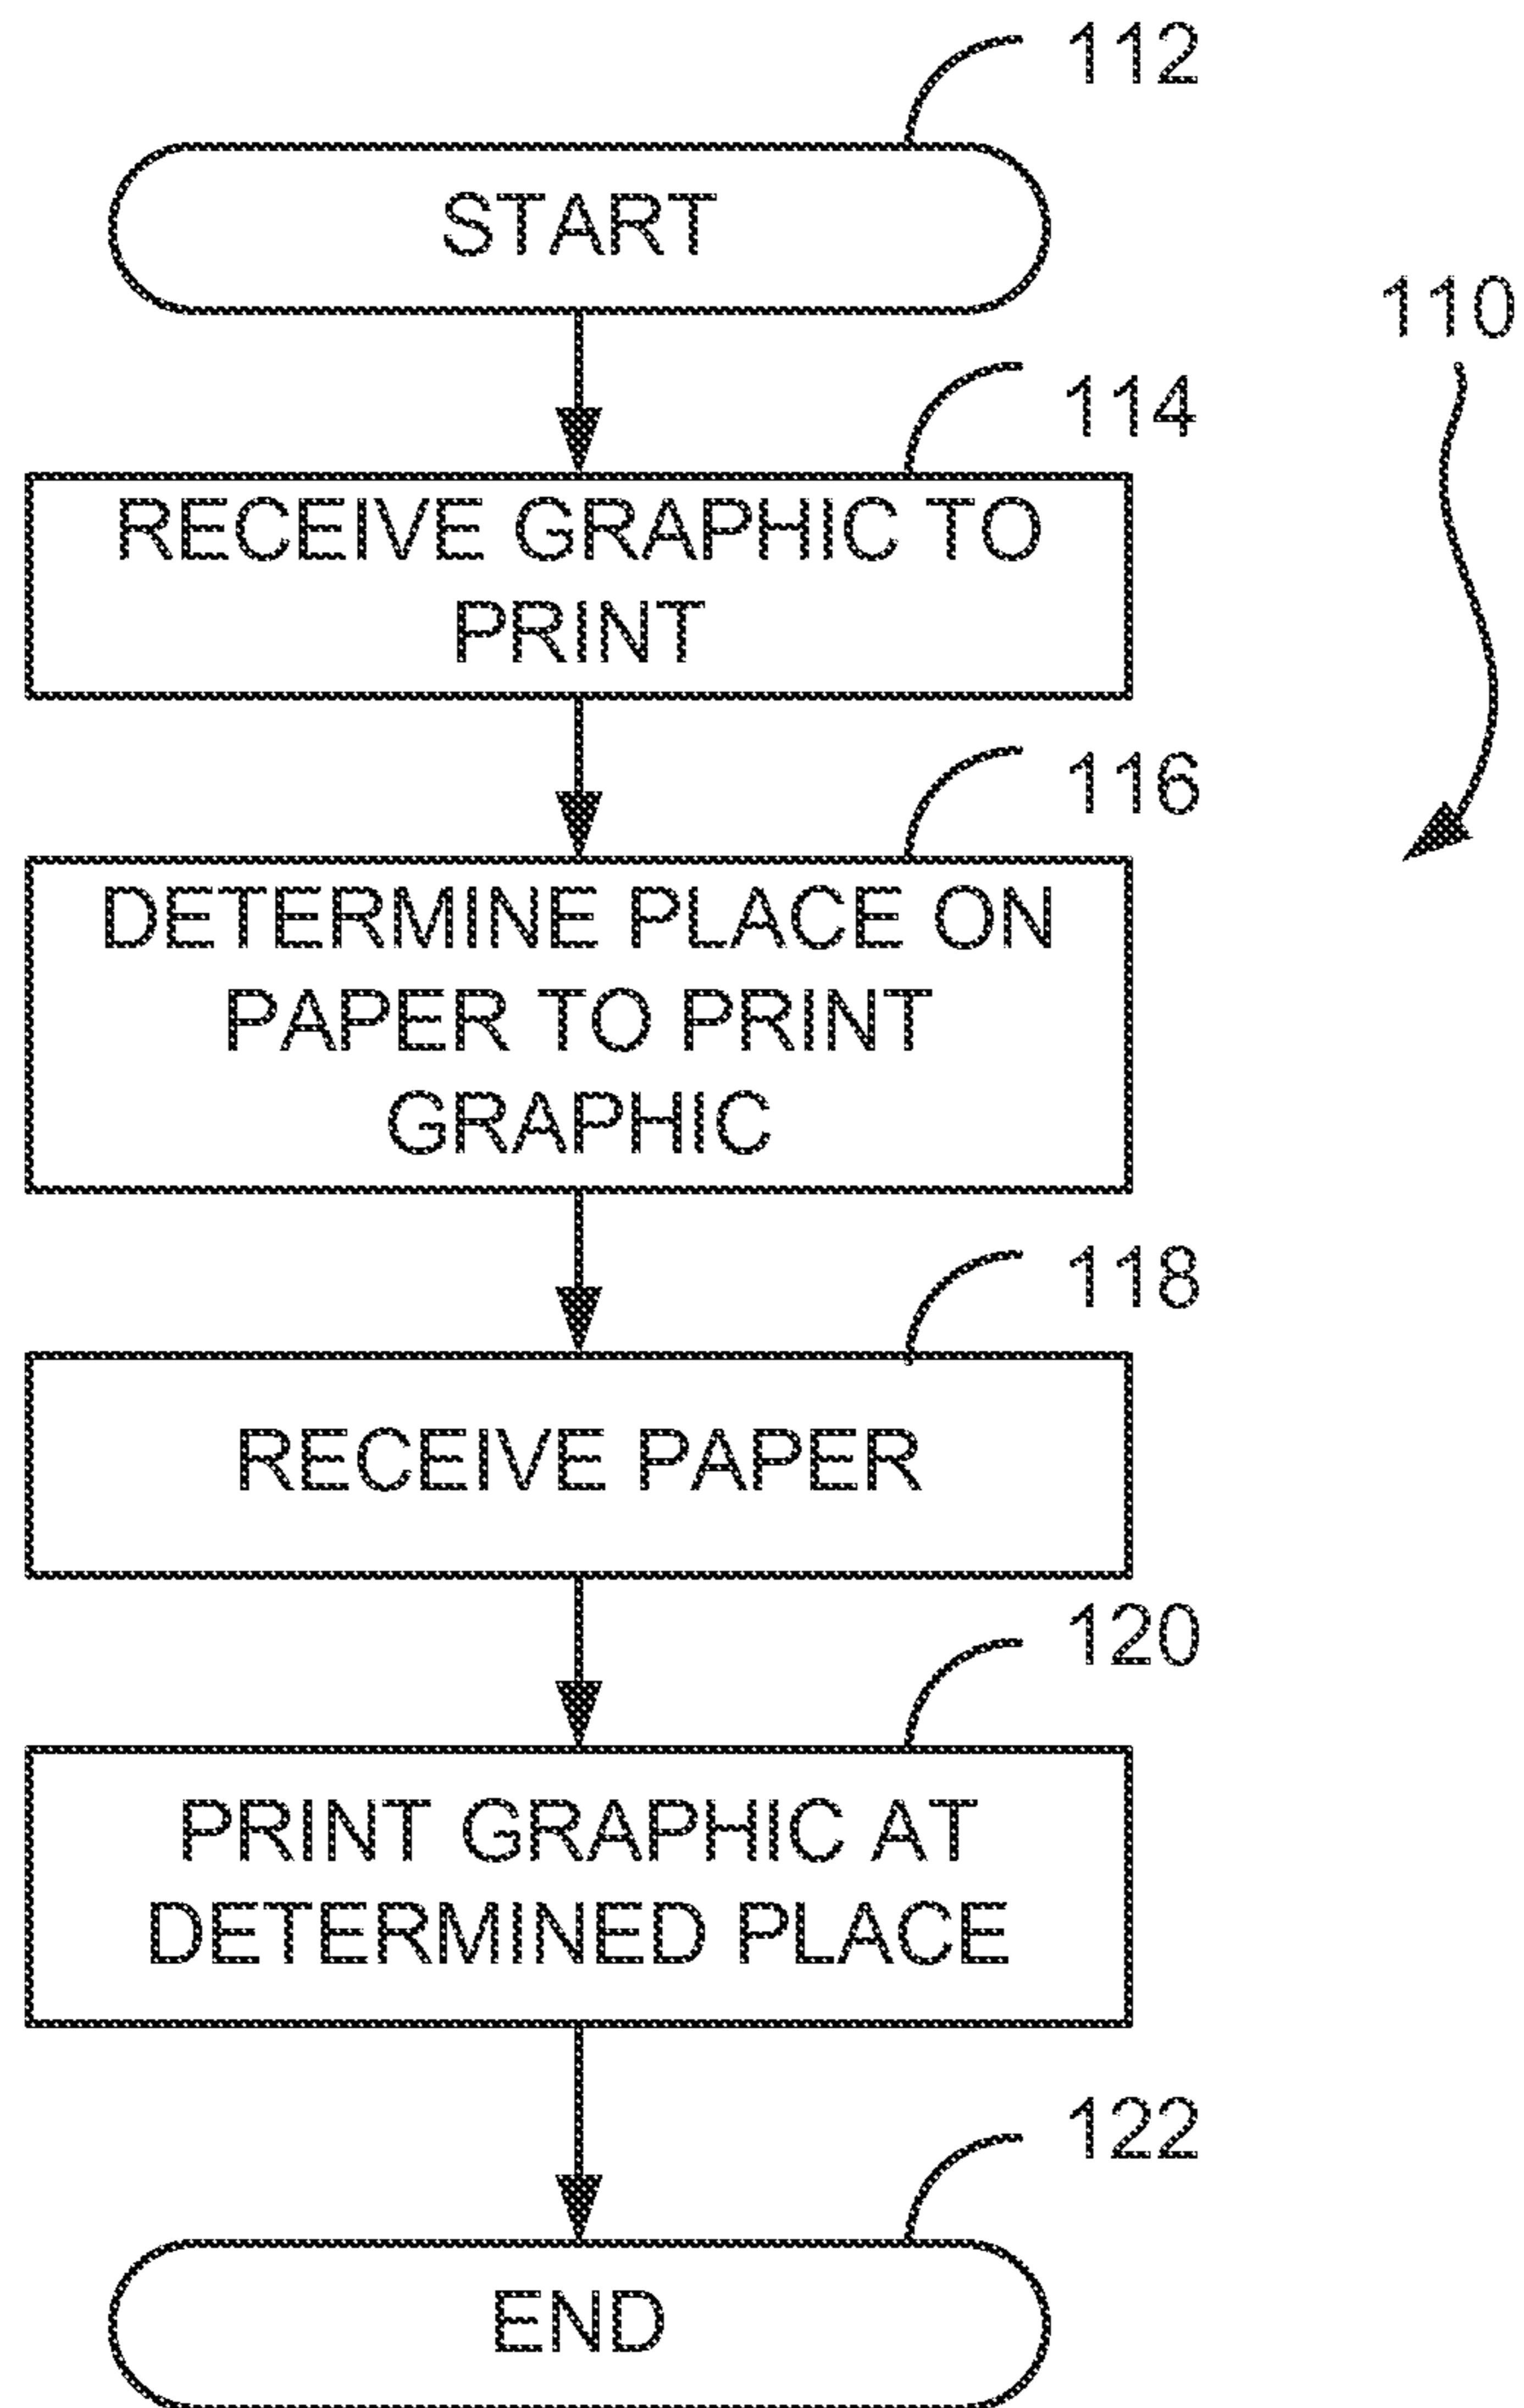 112
START
110
114
RECEIVE GRAPHIC TO
PRINT
116
DETERMINE PLACE ON
PAPER TO PRINT
GRAPHIC
118
RECEIVE PAPER
120
PRINT GRAPHIC AT
DETERMINED PLACE
122
END